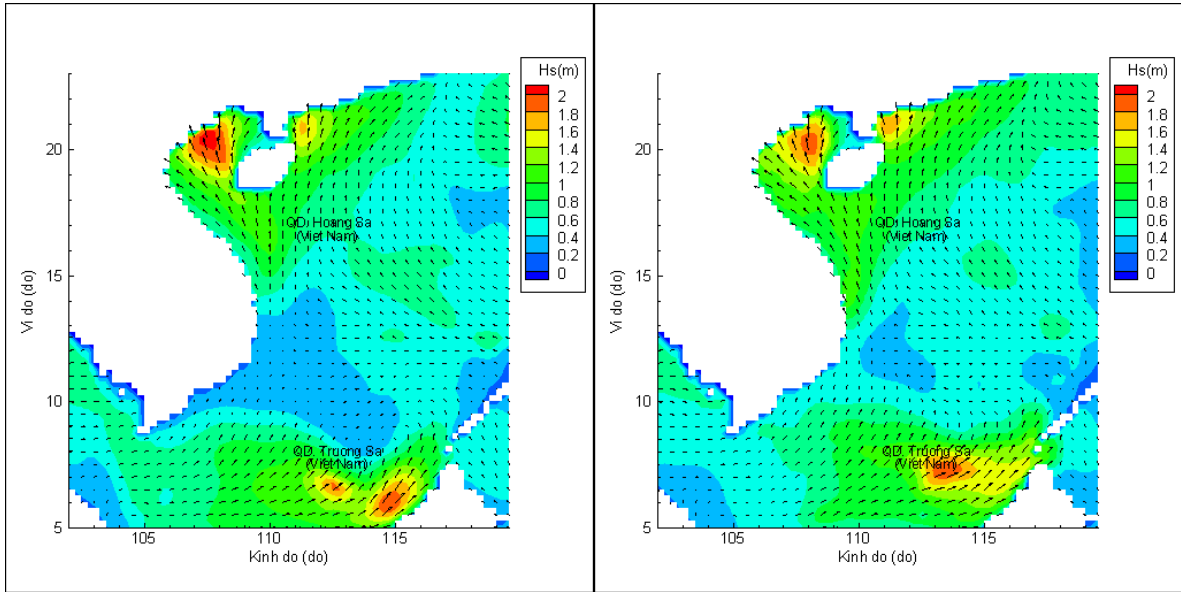 Hs(m)
2
1.8
1.6
1.4
1.2
1
0.8
0.6
0.4
0.2
0
20
15
10
5
Vi do (do)
QD. Hoang Sa
(Viet Nam)
QD. Truong Sa
(Viet Nam)
105
110
115
Kinh do (do)
Hs(m)
2
1.8
1.6
1.4
1.2
1
0.8
0.6
0.4
0.2
0
20
15
10
5
Vi do (do)
QD. Hoang Sa
(Viet Nam)
QD. Truong Sa
(Viet Nam)
105
110
115
Kinh do (do)